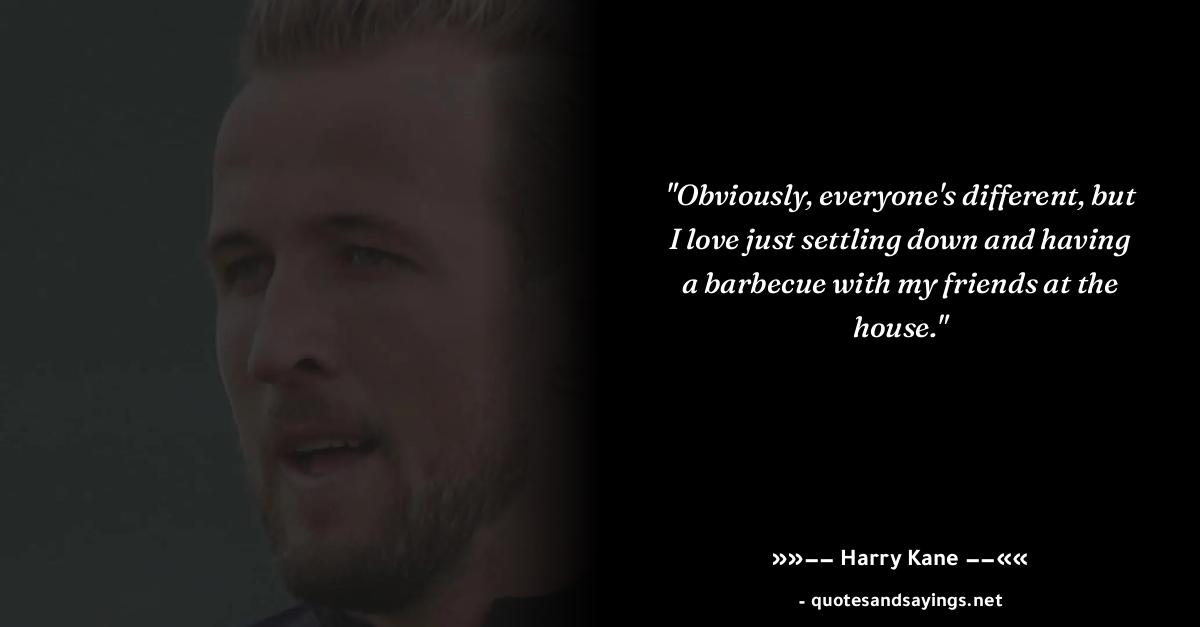 "Obviously, everyone's different, but
I love just settling down and having
a barbecue with my friends at the
house."
»»–– Harry Kane ––««
- quotesandsayings.net